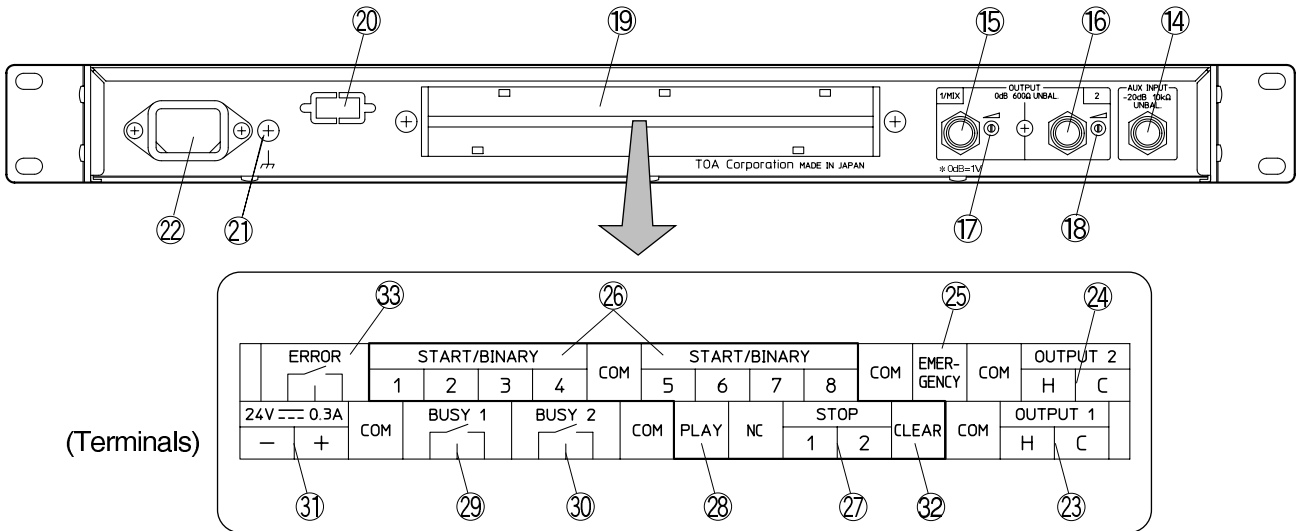 ⑳ ⑲ ⑮ ⑯ ⑭
1/MIX OUTPUT 0dB 600Ω UNBAL. 2
AUX INPUT
-20dB 10kΩ
UNBAL.
TOA Corporation MADE IN JAPAN
* 0dB=1V
㉒ ㉑ ⑰ ⑱
㉝ ㉖ ㉕ ㉔
ERROR START/BINARY COM START/BINARY COM EMER-GENCY COM OUTPUT 2
1 2 3 4 5 6 7 8 H C
(Terminals)
24V 0.3A COM BUSY 1 BUSY 2 COM PLAY NC STOP CLEAR COM OUTPUT 1
− + 1 2 H C
㉛ ㉙ ㉚ ㉘ ㉗ ㉜ ㉓